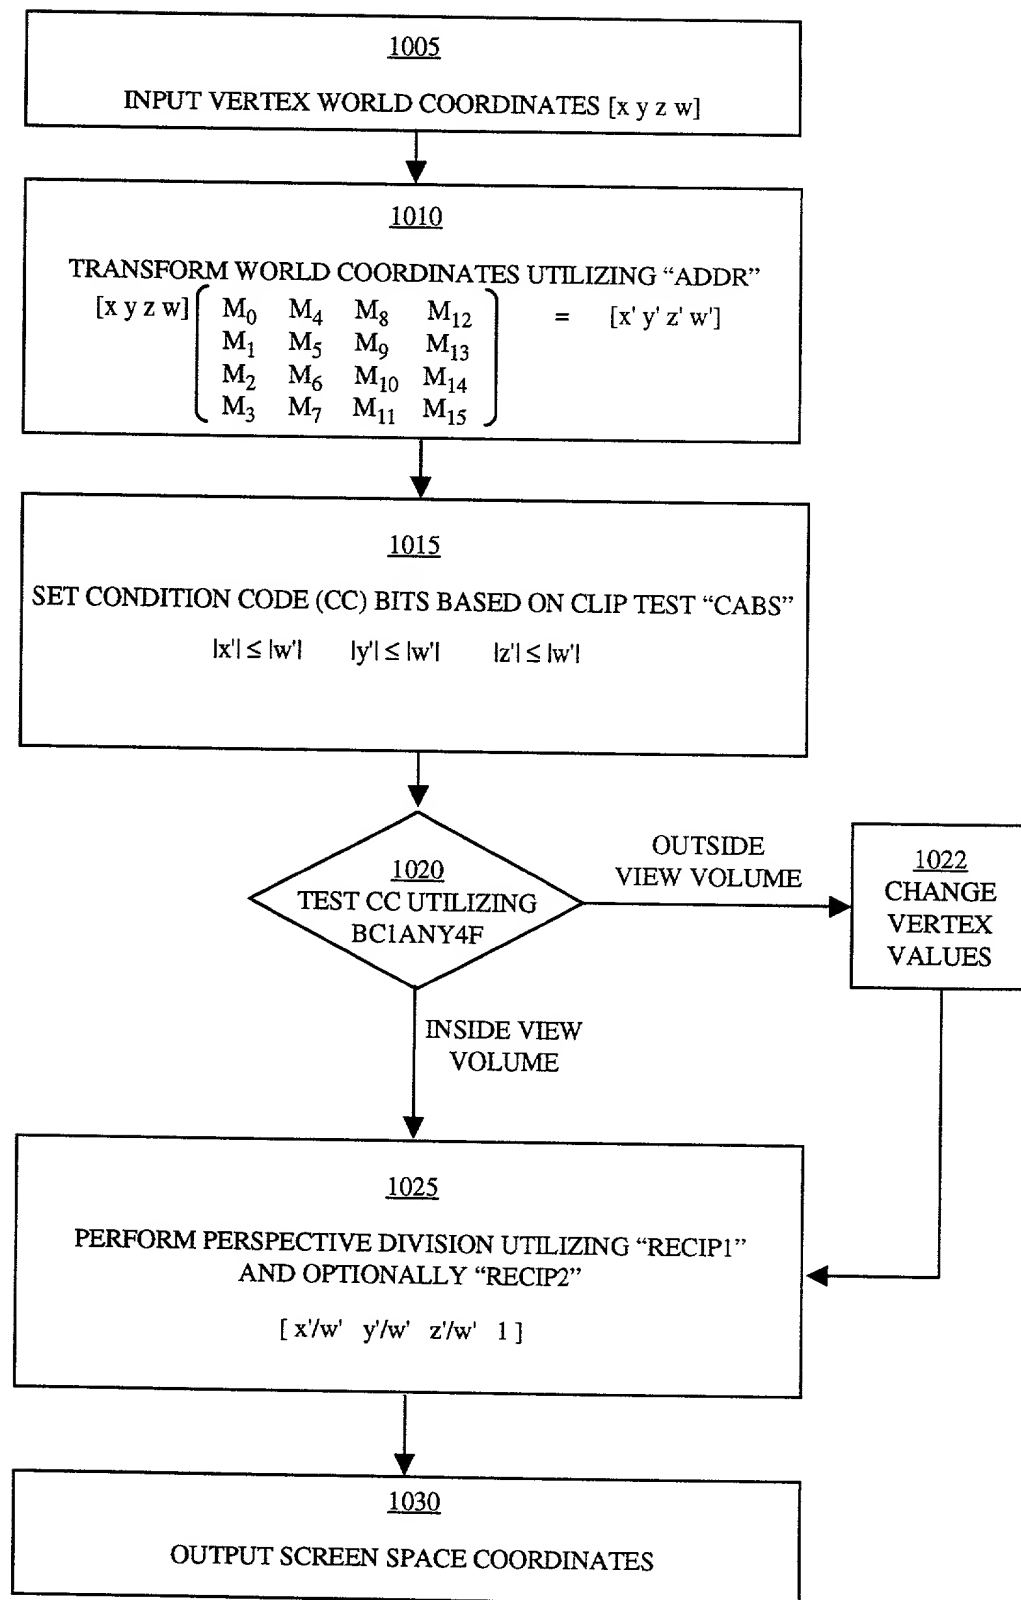 1005
INPUT VERTEX WORLD COORDINATES [x y z w]
1010
TRANSFORM WORLD COORDINATES UTILIZING “ADDR”
[x y z w] M0 M4 M8 M12 = [x' y' z' w']
M1 M5 M9 M13
M2 M6 M10 M14
M3 M7 M11 M15
1015
SET CONDITION CODE (CC) BITS BASED ON CLIP TEST “CABS”
|x'| ≤ |w'| |y'| ≤ |w'| |z'| ≤ |w'|
1020
TEST CC UTILIZING
BC1ANY4F
OUTSIDE
VIEW VOLUME
1022
CHANGE
VERTEX
VALUES
INSIDE VIEW
VOLUME
1025
PERFORM PERSPECTIVE DIVISION UTILIZING “RECIP1”
AND OPTIONALLY “RECIP2”
[ x'/w' y'/w' z'/w' 1 ]
1030
OUTPUT SCREEN SPACE COORDINATES